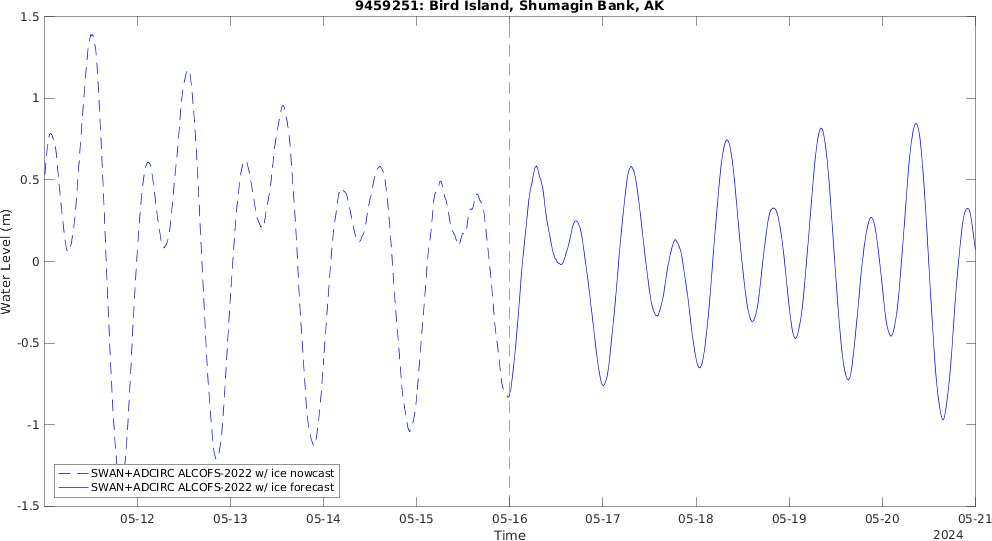 9459251: Bird Island, Shumagin Bank, AK
1.5
1
0.5
0
-0.5
-1
-1.5
Water Level (m)
SWAN+ADCIRC ALCOFS-2022 w/ ice nowcast
SWAN+ADCIRC ALCOFS-2022 w/ ice forecast
05-12 05-13 05-14 05-15 05-16 05-17 05-18 05-19 05-20 05-21
Time
2024